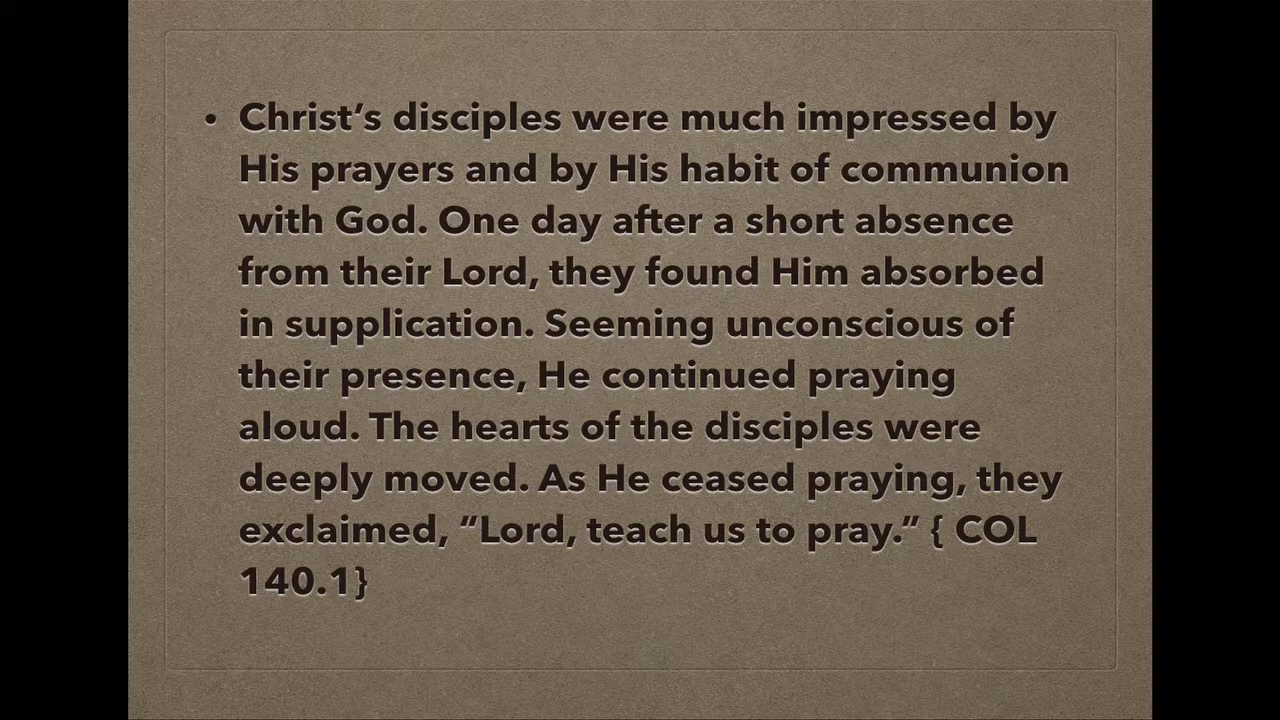 • Christ’s disciples were much impressed by
His prayers and by His habit of communion
with God. One day after a short absence
from their Lord, they found Him absorbed
in supplication. Seeming unconscious of
their presence, He continued praying
aloud. The hearts of the disciples were
deeply moved. As He ceased praying, they
exclaimed, “Lord, teach us to pray.” { COL
140.1}